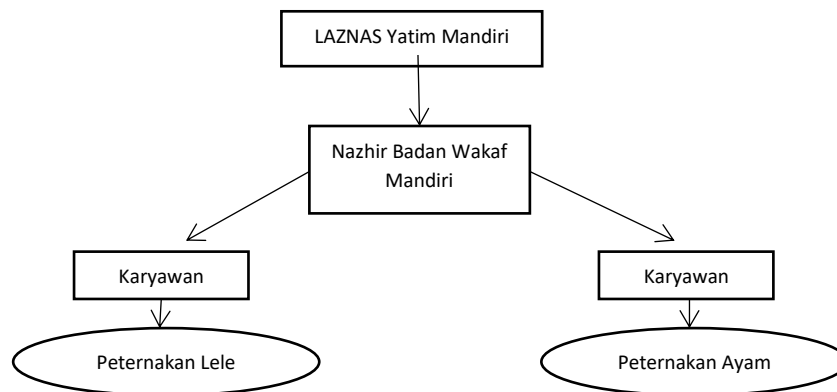 LAZNAS Yatim Mandiri
Nazhir Badan Wakaf
Mandiri
Karyawan
Karyawan
Peternakan Lele
Peternakan Ayam